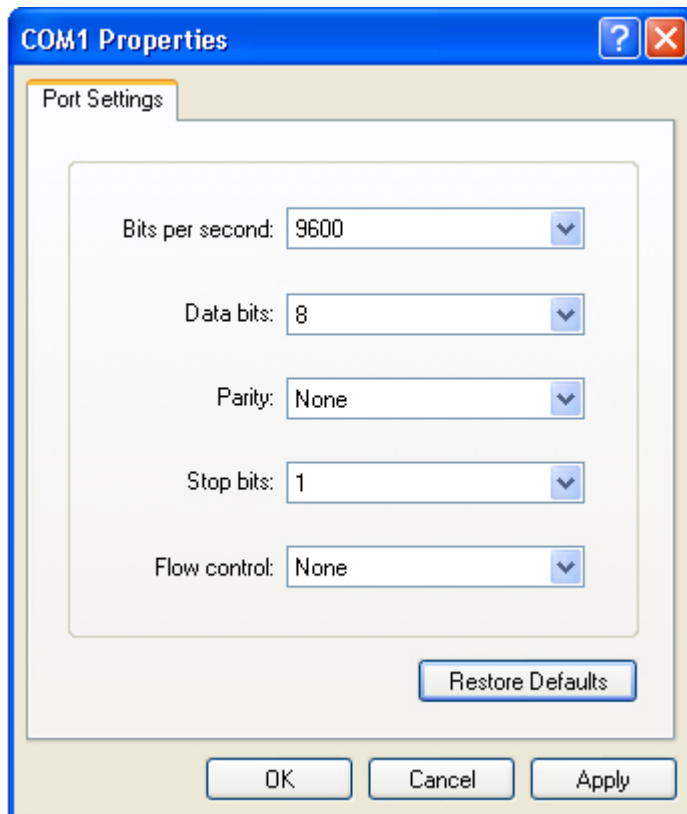 COM1 Properties
Port Settings
Bits per second: 9600
Data bits: 8
Parity: None
Stop bits: 1
Flow control: None
Restore Defaults
OK Cancel Apply